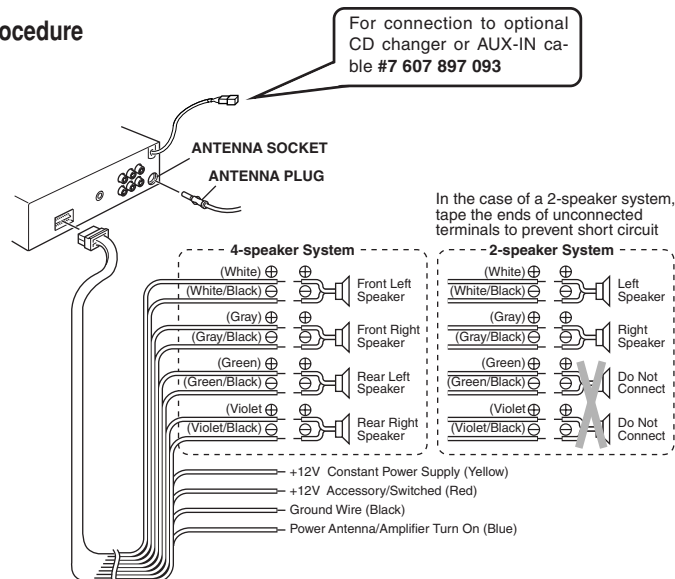 ocedure
For connection to optional
CD changer or AUX-IN ca-
ble #7 607 897 093
ANTENNA SOCKET
ANTENNA PLUG
In the case of a 2-speaker system,
tape the ends of unconnected
terminals to prevent short circuit
4-speaker System
(White) ⊕ ⊕
(White/Black) ⊖ ⊖
Front Left
Speaker
(Gray) ⊕ ⊕
(Gray/Black) ⊖ ⊖
Front Right
Speaker
(Green) ⊕ ⊕
(Green/Black) ⊖ ⊖
Rear Left
Speaker
(Violet ⊕ ⊕
(Violet/Black) ⊖ ⊖
Rear Right
Speaker
2-speaker System
(White) ⊕ ⊕
(White/Black) ⊖ ⊖
Left
Speaker
(Gray) ⊕ ⊕
(Gray/Black) ⊖ ⊖
Right
Speaker
(Green) ⊕ ⊕
(Green/Black) ⊖ ⊖
Do Not
Connect
(Violet ⊕ ⊕
(Violet/Black) ⊖ ⊖
Do Not
Connect
+12V Constant Power Supply (Yellow)
+12V Accessory/Switched (Red)
Ground Wire (Black)
Power Antenna/Amplifier Turn On (Blue)